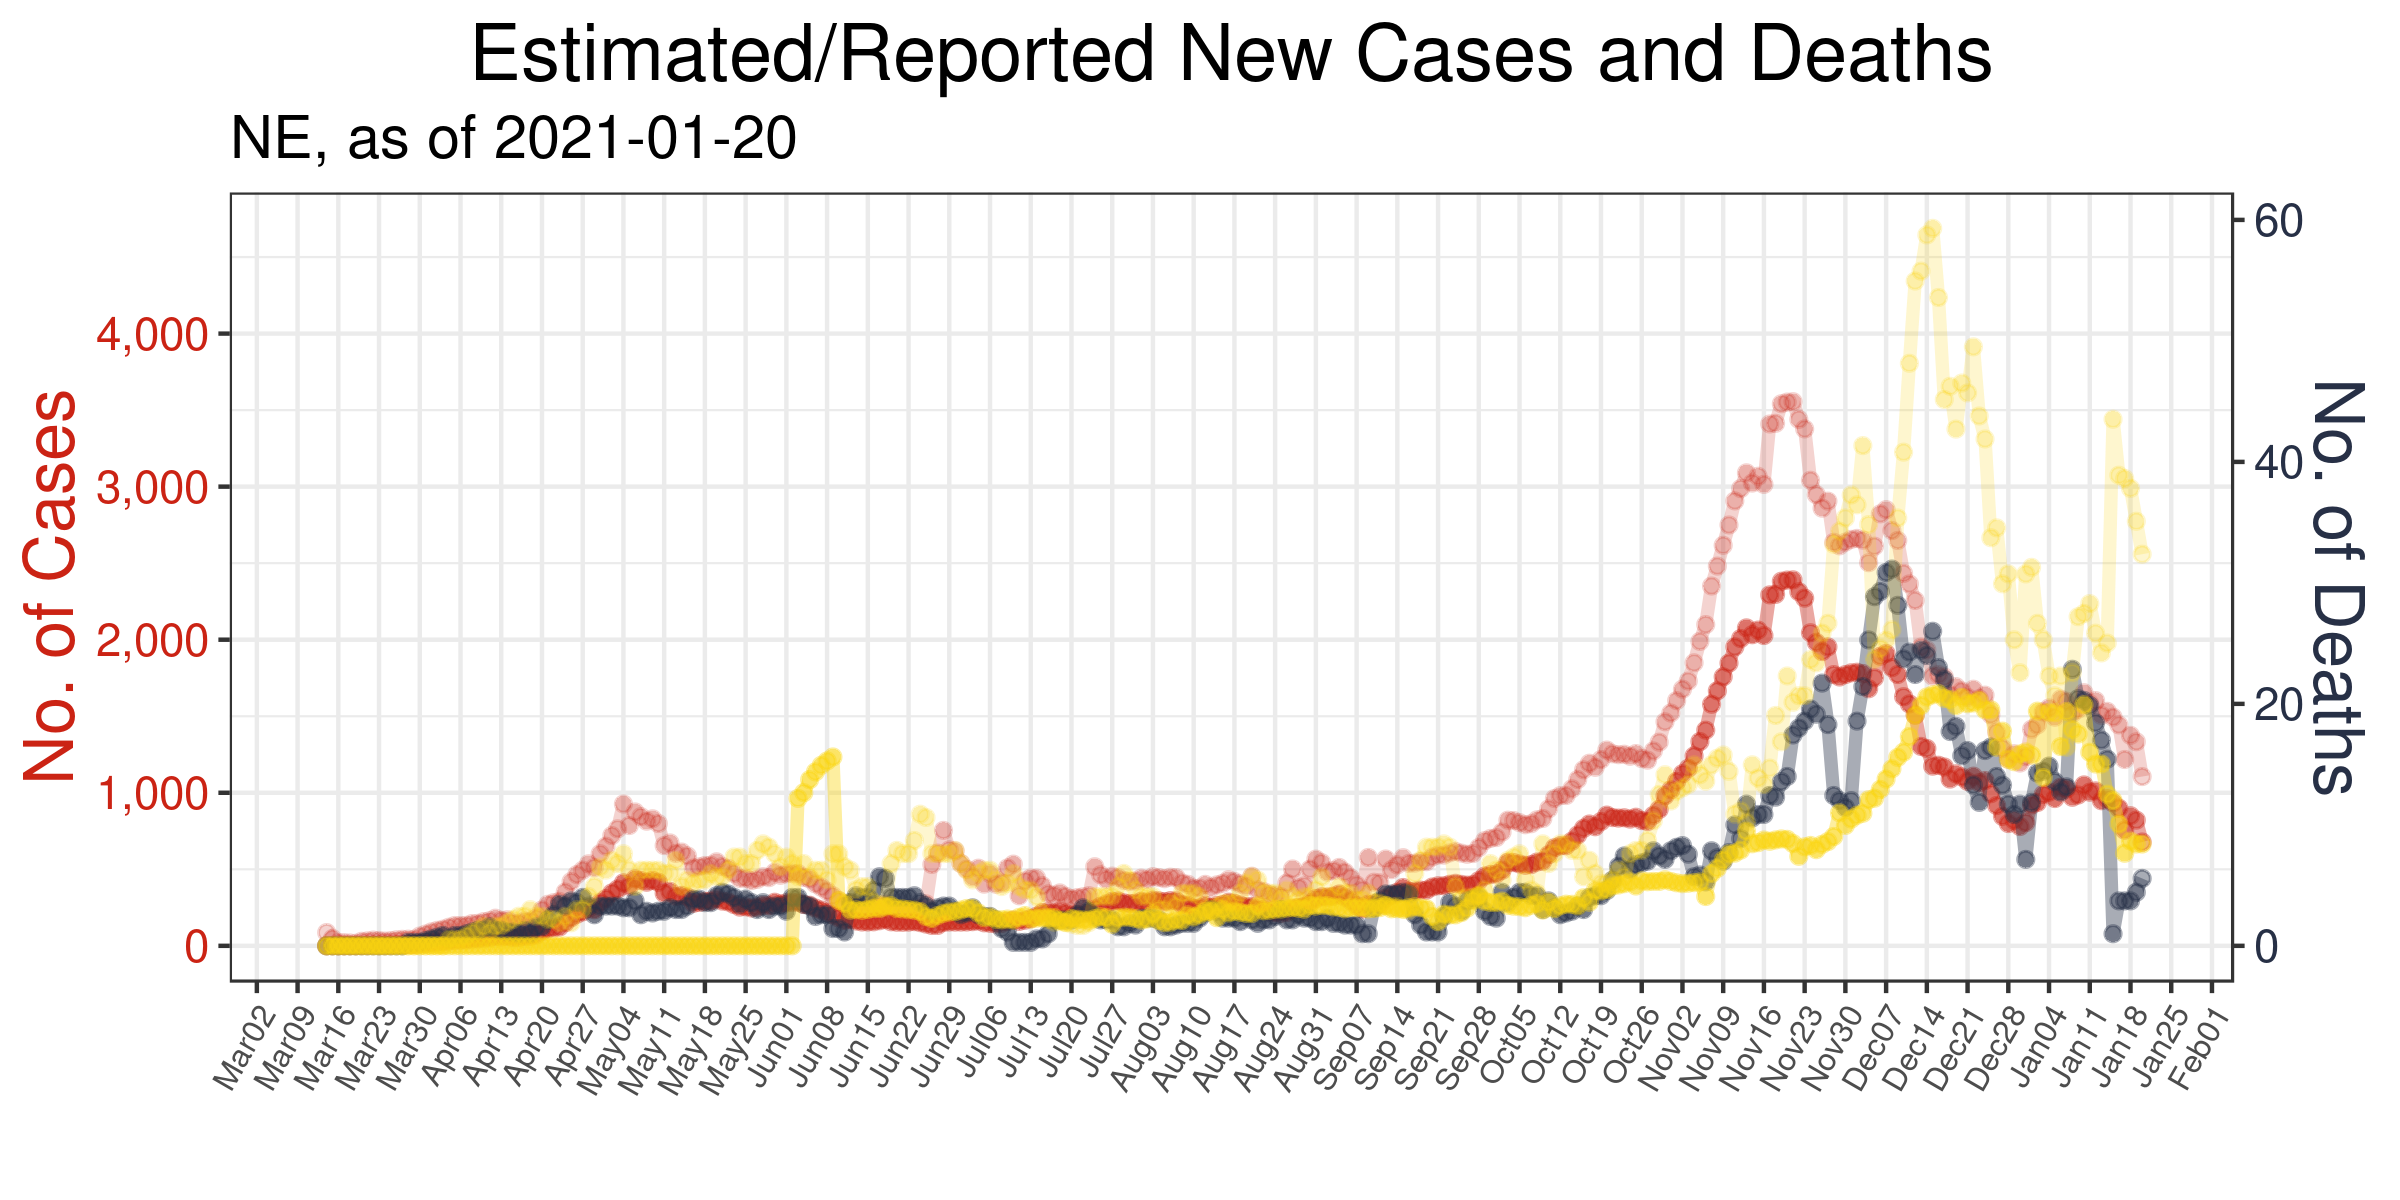 Estimated/Reported New Cases and Deaths
NE, as of 2021-01-20
No. of Cases
4,000
3,000
2,000
1,000
0
60
40
20
0
No. of Deaths
Mar02
Mar09
Mar16
Mar23
Mar30
Apr06
Apr13
Apr20
Apr27
May04
May11
May18
May25
Jun01
Jun08
Jun15
Jun22
Jun29
Jul06
Jul13
Jul20
Jul27
Aug03
Aug10
Aug17
Aug24
Aug31
Sep07
Sep14
Sep21
Sep28
Oct05
Oct12
Oct19
Oct26
Nov02
Nov09
Nov16
Nov23
Nov30
Dec07
Dec14
Dec21
Dec28
Jan04
Jan11
Jan18
Jan25
Feb01